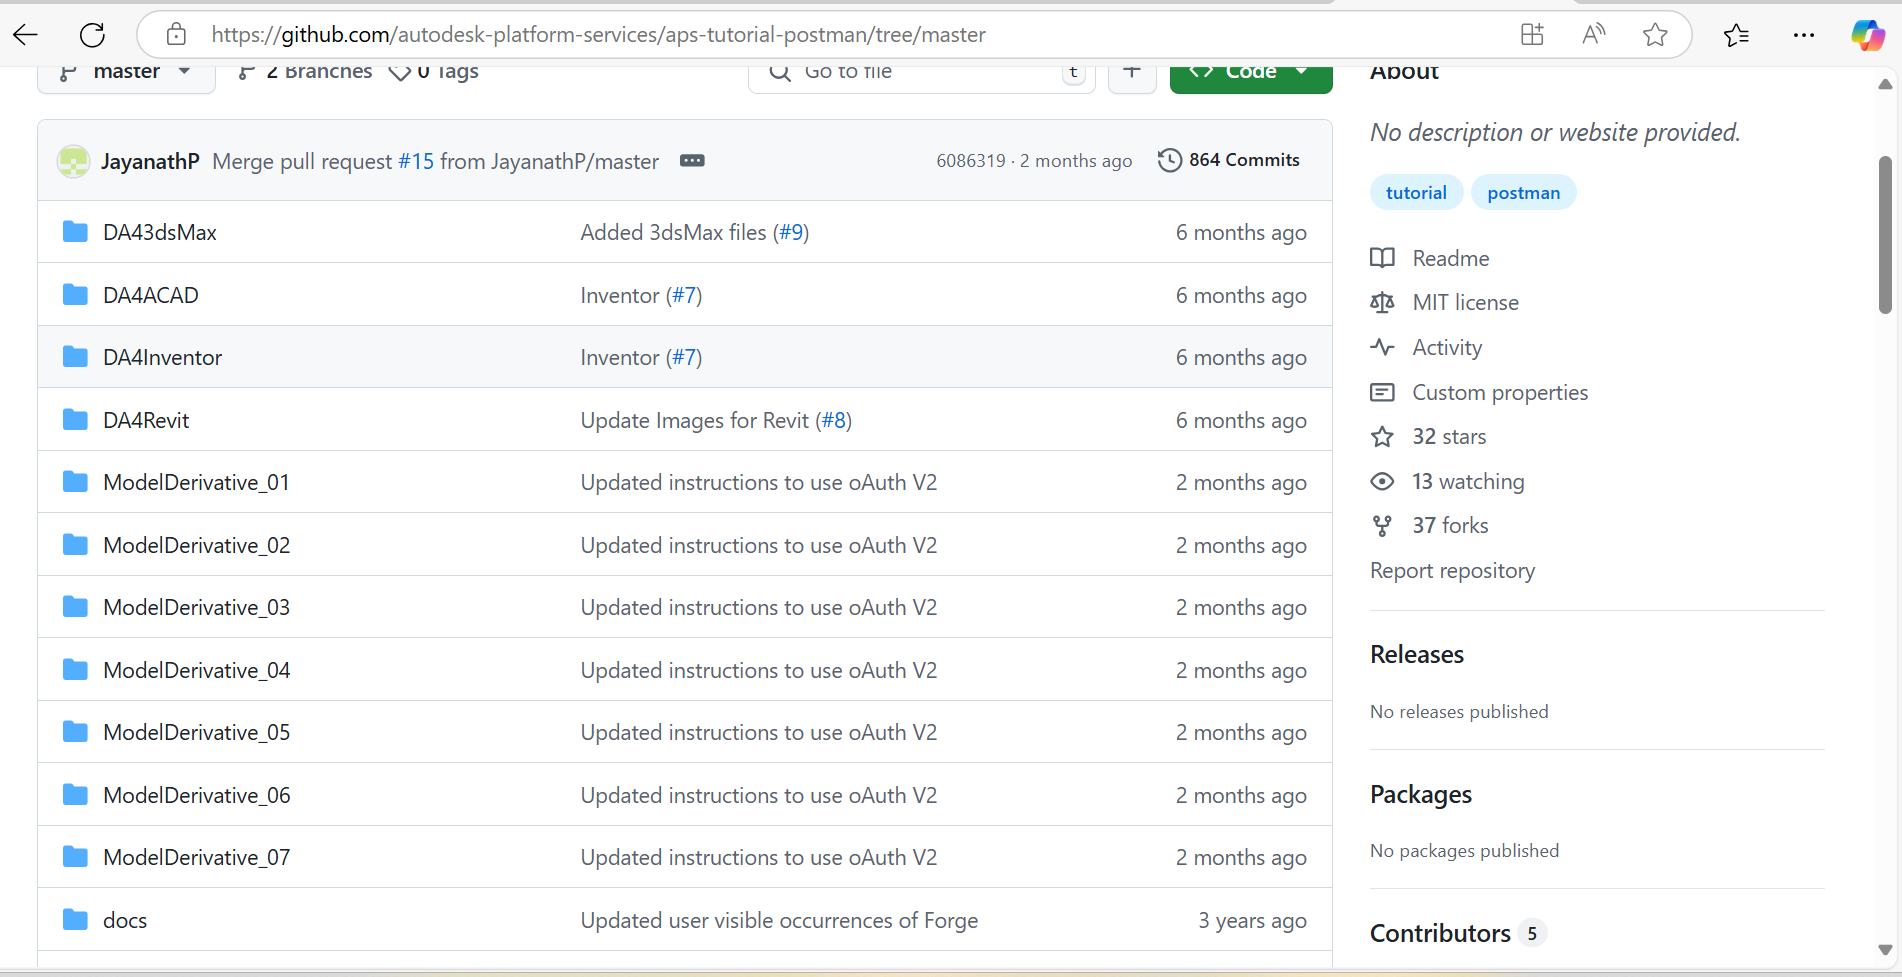 https://github.com/autodesk-platform-services/aps-tutorial-postman/tree/master
master 2 Branches 0 Tags Go to file t Code
JayanathP Merge pull request #15 from JayanathP/master 6086319 · 2 months ago 864 Commits
DA43dsMax Added 3dsMax files (#9) 6 months ago
DA4ACAD Inventor (#7) 6 months ago
DA4Inventor Inventor (#7) 6 months ago
DA4Revit Update Images for Revit (#8) 6 months ago
ModelDerivative_01 Updated instructions to use oAuth V2 2 months ago
ModelDerivative_02 Updated instructions to use oAuth V2 2 months ago
ModelDerivative_03 Updated instructions to use oAuth V2 2 months ago
ModelDerivative_04 Updated instructions to use oAuth V2 2 months ago
ModelDerivative_05 Updated instructions to use oAuth V2 2 months ago
ModelDerivative_06 Updated instructions to use oAuth V2 2 months ago
ModelDerivative_07 Updated instructions to use oAuth V2 2 months ago
docs Updated user visible occurrences of Forge 3 years ago
About
No description or website provided.
tutorial postman
Readme
MIT license
Activity
Custom properties
32 stars
13 watching
37 forks
Report repository
Releases
No releases published
Packages
No packages published
Contributors 5